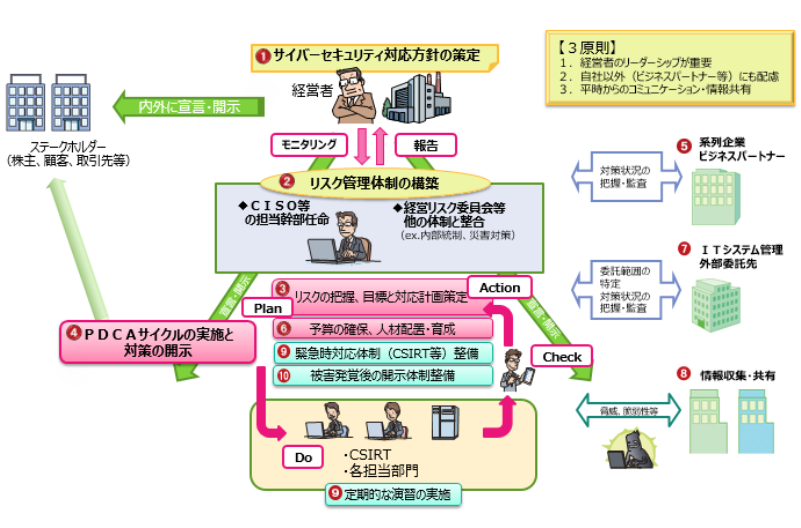 ❶ サイバーセキュリティ対応方針の策定
【３原則】
１．経営者のリーダーシップが重要
２．自社以外（ビジネスパートナー等）にも配慮
３．平時からのコミュニケーション・情報共有
経営者
内外に宣言・開示
ステークホルダー
（株主、顧客、取引先等）
モニタリング
報告
❷ リスク管理体制の構築
◆ＣＩＳＯ等
の担当幹部任命
◆経営リスク委員会等
他の体制と整合
（ex.内部統制、災害対策）
❺ 系列企業
ビジネスパートナー
対策状況の
把握・監査
❼ ＩＴシステム管理
外部委託先
委託範囲の
特定
対策状況の
把握・監査
宣言・開示
宣言・開示
Plan
Action
❸ リスクの把握、目標と対応計画策定
❹ ＰＤＣＡサイクルの実施と
対策の開示
❻ 予算の確保、人材配置・育成
❾ 緊急時対応体制（CSIRT等）整備
❿ 被害発覚後の開示体制整備
Check
❽ 情報収集・共有
脅威、脆弱性等
Do
・CSIRT
・各担当部門
❾ 定期的な演習の実施